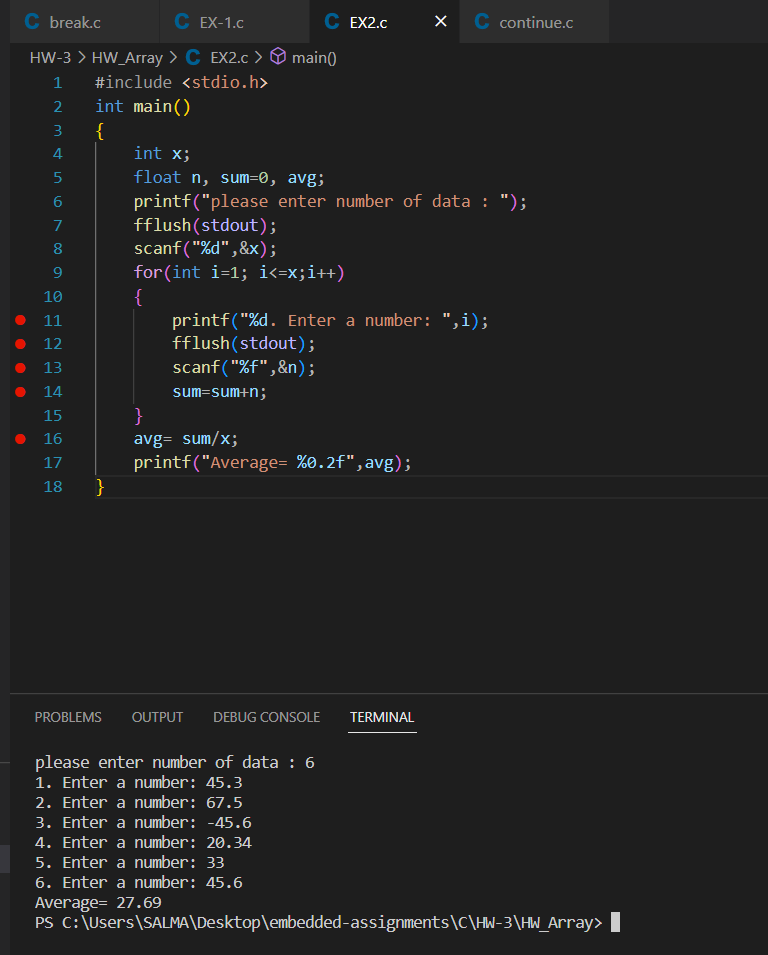 break.c EX-1.c EX2.c × continue.c
HW-3 > HW_Array > C EX2.c > main()
1 #include <stdio.h>
2 int main()
3 {
4 int x;
5 float n, sum=0, avg;
6 printf("please enter number of data : ");
7 fflush(stdout);
8 scanf("%d",&x);
9 for(int i=1; i<=x;i++)
10 {
11 printf("%d. Enter a number: ",i);
12 fflush(stdout);
13 scanf("%f",&n);
14 sum=sum+n;
15 }
16 avg= sum/x;
17 printf("Average= %0.2f",avg);
18 }
PROBLEMS OUTPUT DEBUG CONSOLE TERMINAL
please enter number of data : 6
1. Enter a number: 45.3
2. Enter a number: 67.5
3. Enter a number: -45.6
4. Enter a number: 20.34
5. Enter a number: 33
6. Enter a number: 45.6
Average= 27.69
PS C:\Users\SALMA\Desktop\embedded-assignments\C\HW-3\HW_Array>